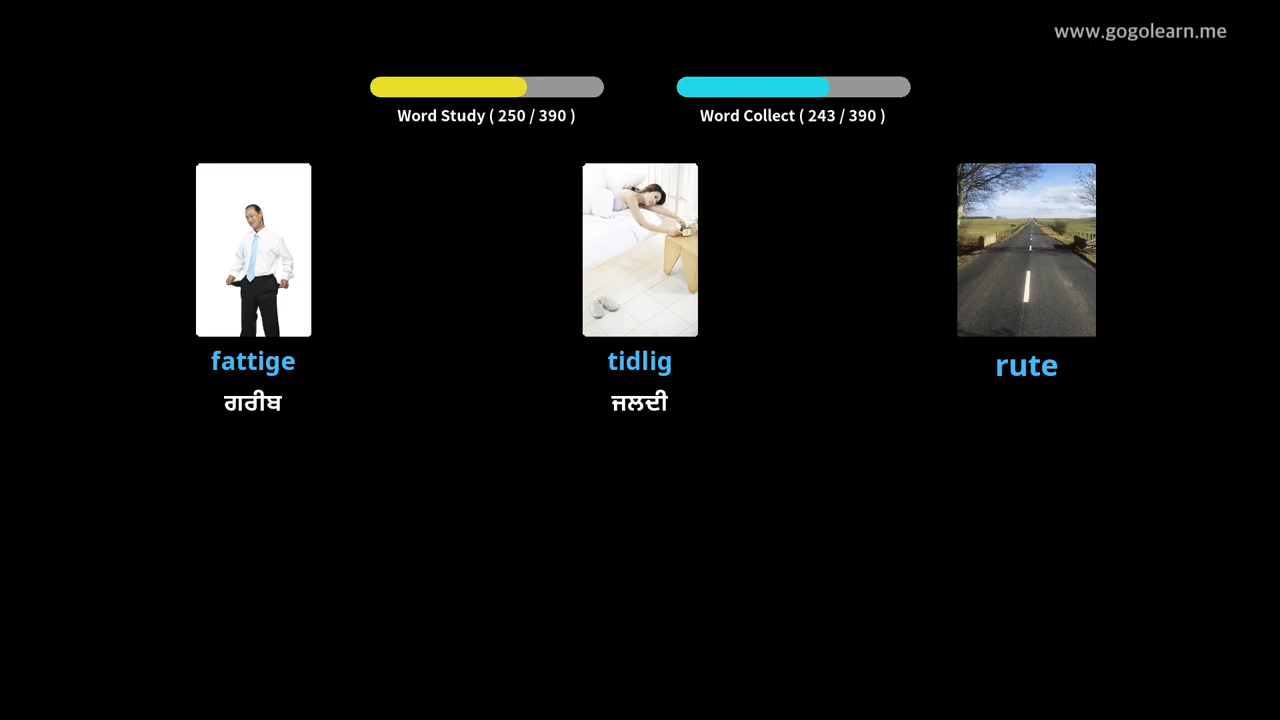 www.gogolearn.me
Word Study ( 250 / 390 )
Word Collect ( 243 / 390 )
fattige
tidlig
rute
ਗਰੀਬ
ਜਲਦੀ